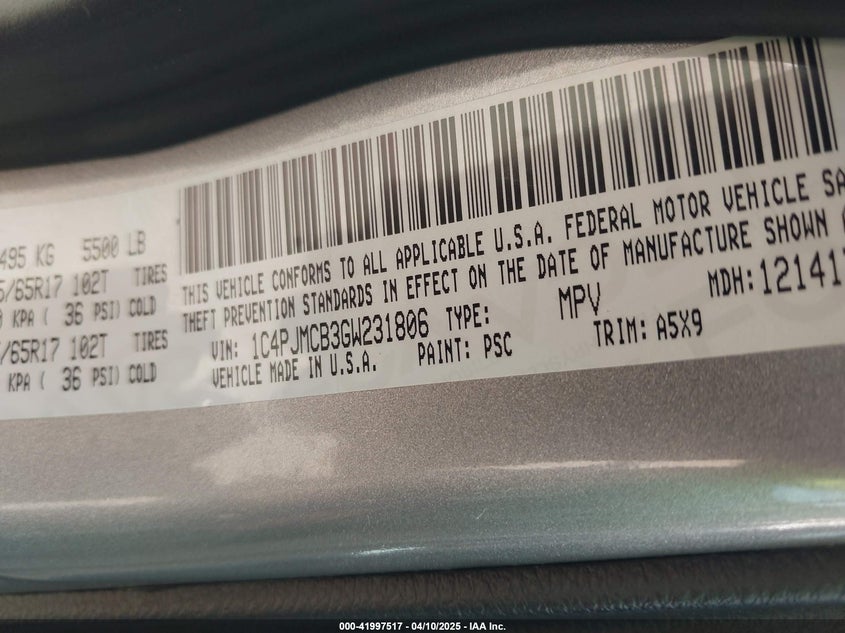 495 KG 5500 LB
/65R17 102T TIRES
KPA ( 36 PSI) COLD
/65R17 102T TIRES
KPA ( 36 PSI) COLD
THIS VEHICLE CONFORMS TO ALL APPLICABLE U.S.A. FEDERAL MOTOR VEHICLE SA
THEFT PREVENTION STANDARDS IN EFFECT ON THE DATE OF MANUFACTURE SHOWN
VIN: 1C4PJMCB3GW231806 TYPE: MPV MDH: 12141
VEHICLE MADE IN U.S.A. PAINT: PSC TRIM: A5X9
000-41997517 - 04/10/2025 - IAA Inc.